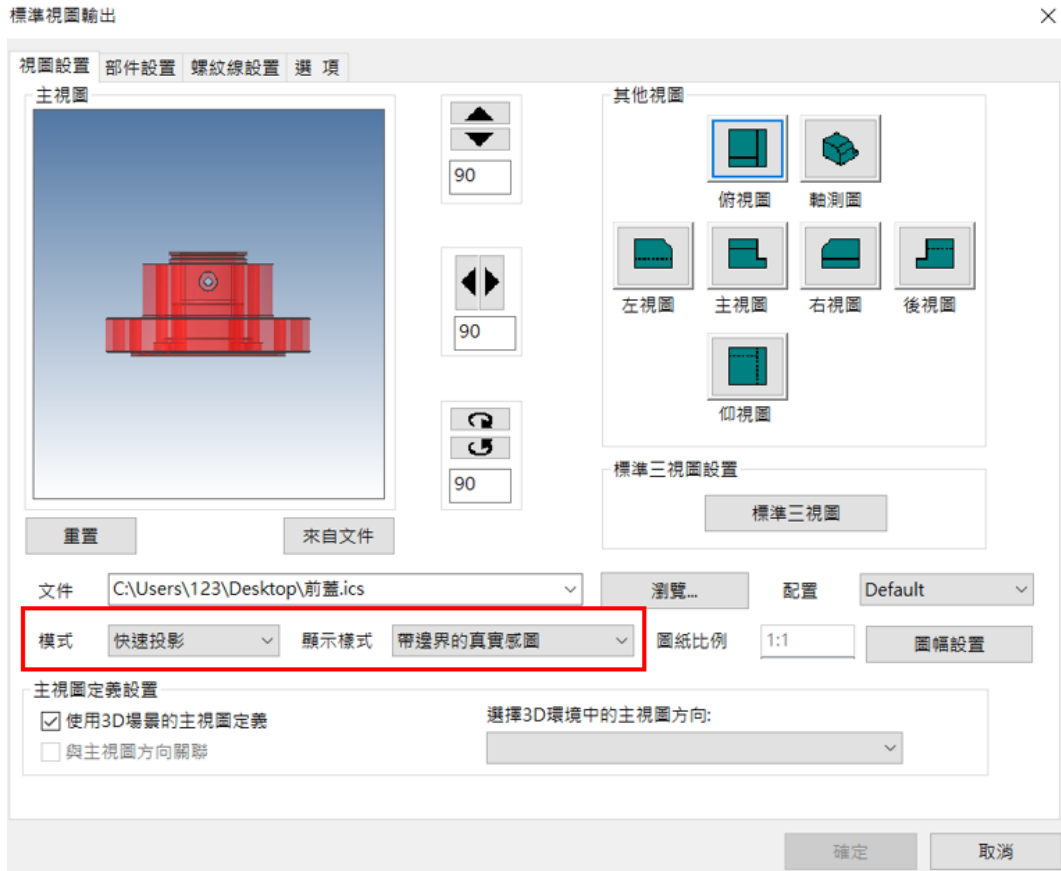 標準視圖輸出
視圖設置 部件設置 螺紋線設置 選 項
主視圖
90
90
90
其他視圖
俯視圖 軸測圖
左視圖 主視圖 右視圖 後視圖
仰視圖
標準三視圖設置
標準三視圖
重置 來自文件
文件 C:\Users\123\Desktop\前蓋.ics 瀏覽... 配置 Default
模式 快速投影 顯示樣式 帶邊界的真實感圖 圖紙比例 1:1 圖幅設置
主視圖定義設置
使用3D場景的主視圖定義 選擇3D環境中的主視圖方向:
與主視圖方向關聯
確定 取消